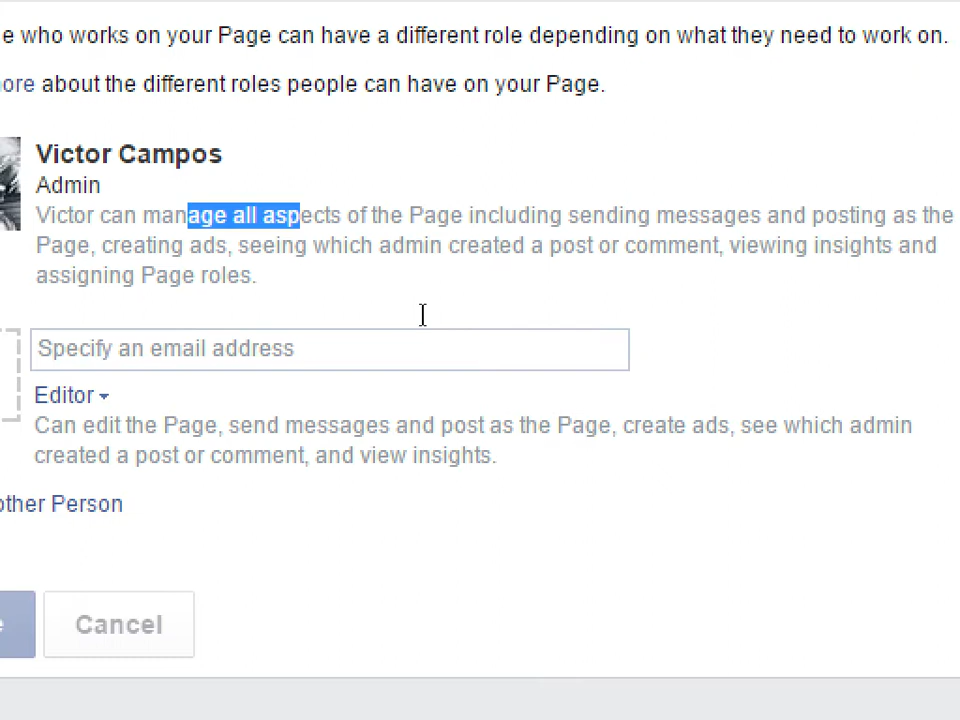 e who works on your Page can have a different role depending on what they need to work on.
ore about the different roles people can have on your Page.
Victor Campos
Admin
Victor can manage all aspects of the Page including sending messages and posting as the
Page, creating ads, seeing which admin created a post or comment, viewing insights and
assigning Page roles.
Specify an email address
Editor
Can edit the Page, send messages and post as the Page, create ads, see which admin
created a post or comment, and view insights.
other Person
e Cancel